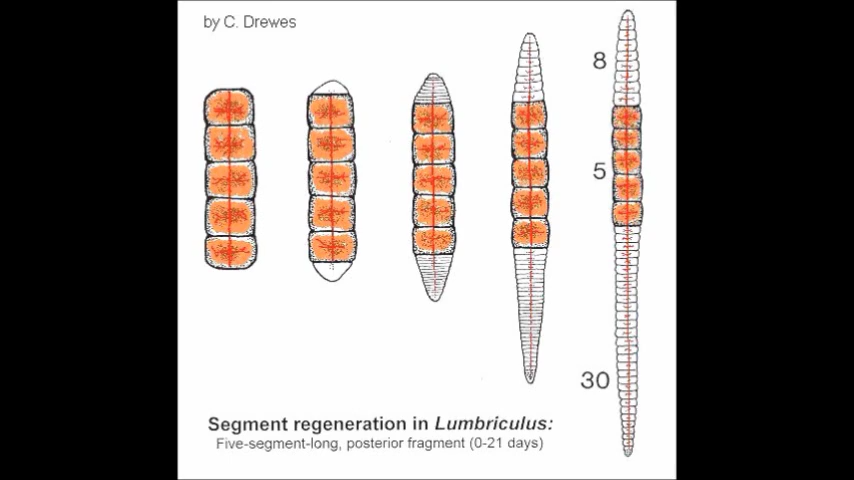 by C. Drewes
8
5
30
Segment regeneration in Lumbriculus:
Five-segment-long, posterior fragment (0-21 days)